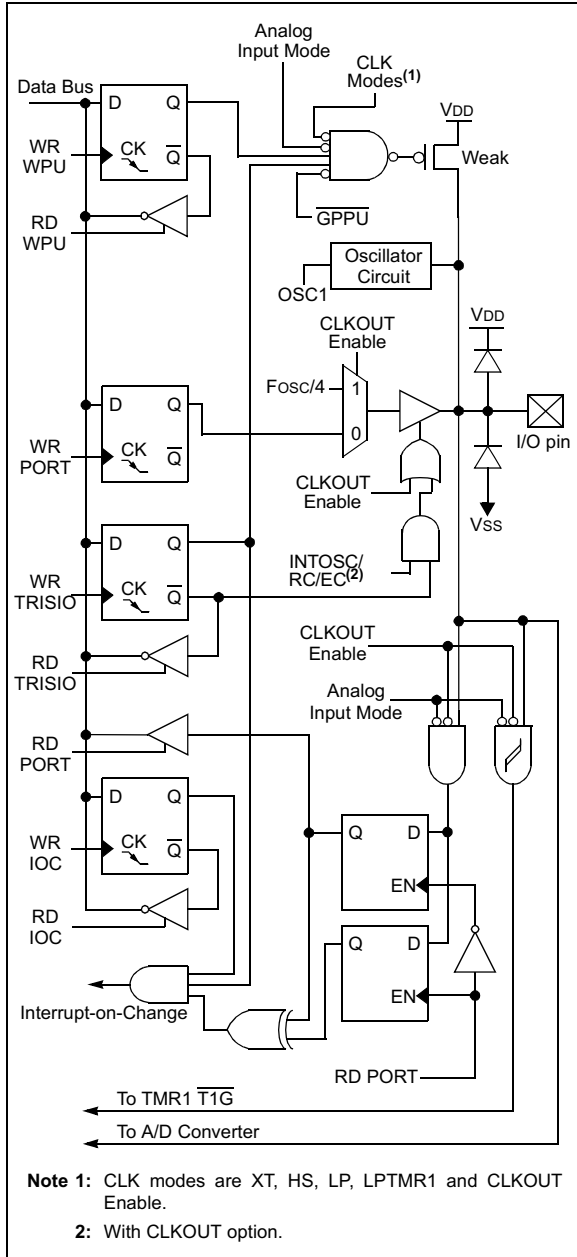 Analog
Input Mode
CLK
Modes(1)
Data Bus
D Q
VDD
WR
WPU
CK Q
Weak
RD
WPU
GPPU
Oscillator
Circuit
OSC1
CLKOUT
Enable
VDD
FOSC/4
1
D Q
0
WR
PORT
CK Q
I/O pin
CLKOUT
Enable
VSS
D Q
INTOSC/
RC/EC(2)
WR
TRISIO
CK Q
CLKOUT
Enable
RD
TRISIO
Analog
Input Mode
RD
PORT
D Q
Q D
WR
IOC
CK Q
EN
RD
IOC
Q D
EN
Interrupt-on-Change
RD PORT
To TMR1 T1G
To A/D Converter
Note 1: CLK modes are XT, HS, LP, LPTMR1 and CLKOUT
Enable.
2: With CLKOUT option.